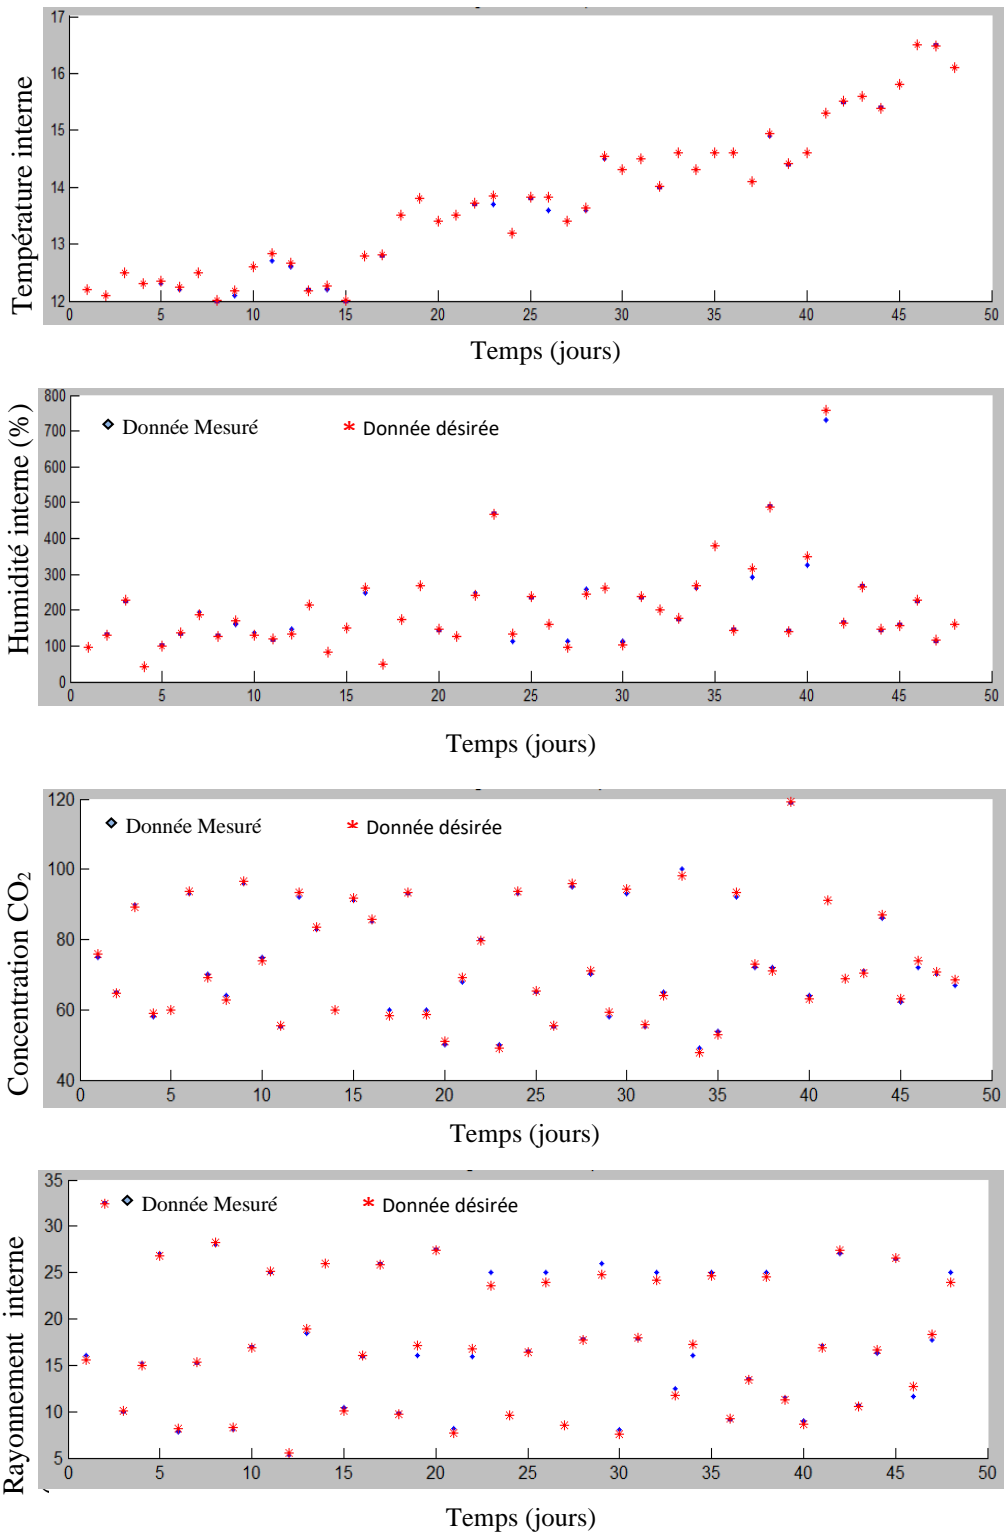 17
16
15
14
13
12
0 5 10 15 20 25 30 35 40 45 50
Température interne
Temps (jours)
800
700
600
500
400
300
200
100
0
Donnée Mesuré Donnée désirée
0 5 10 15 20 25 30 35 40 45 50
Humidité interne (%)
Temps (jours)
120
100
80
60
40
Donnée Mesuré Donnée désirée
0 5 10 15 20 25 30 35 40 45 50
Concentration CO₂
Temps (jours)
35
30
25
20
15
10
5
Donnée Mesuré Donnée désirée
0 5 10 15 20 25 30 35 40 45 50
Rayonnement interne
Temps (jours)